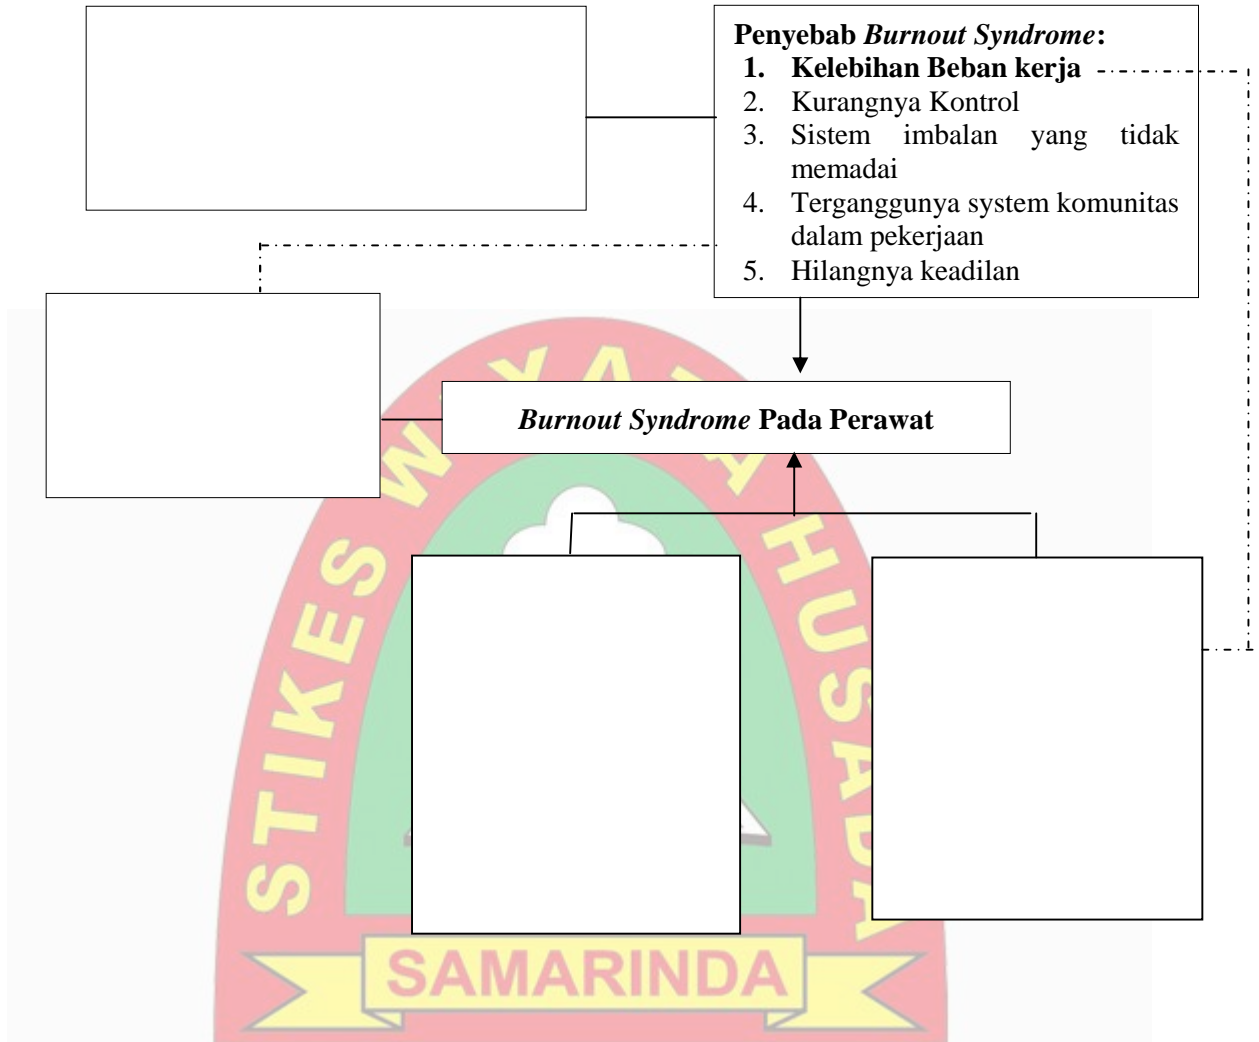 Penyebab Burnout Syndrome:
1. Kelebihan Beban kerja
2. Kurangnya Kontrol
3. Sistem imbalan yang tidak
memadai
4. Terganggunya system komunitas
dalam pekerjaan
5. Hilangnya keadilan
Burnout Syndrome Pada Perawat
STIKES W YA A HUSADA
SAMARINDA